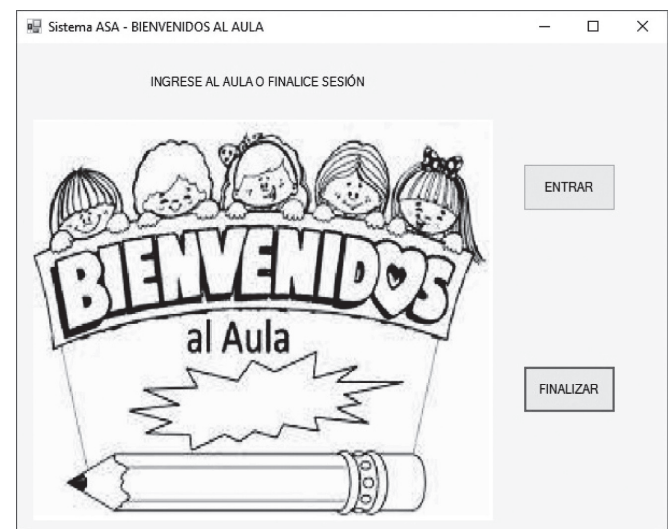 Sistema ASA - BIENVENIDOS AL AULA
INGRESE AL AULA O FINALICE SESIÓN
ENTRAR
BIENVENIDOS
al Aula
FINALIZAR